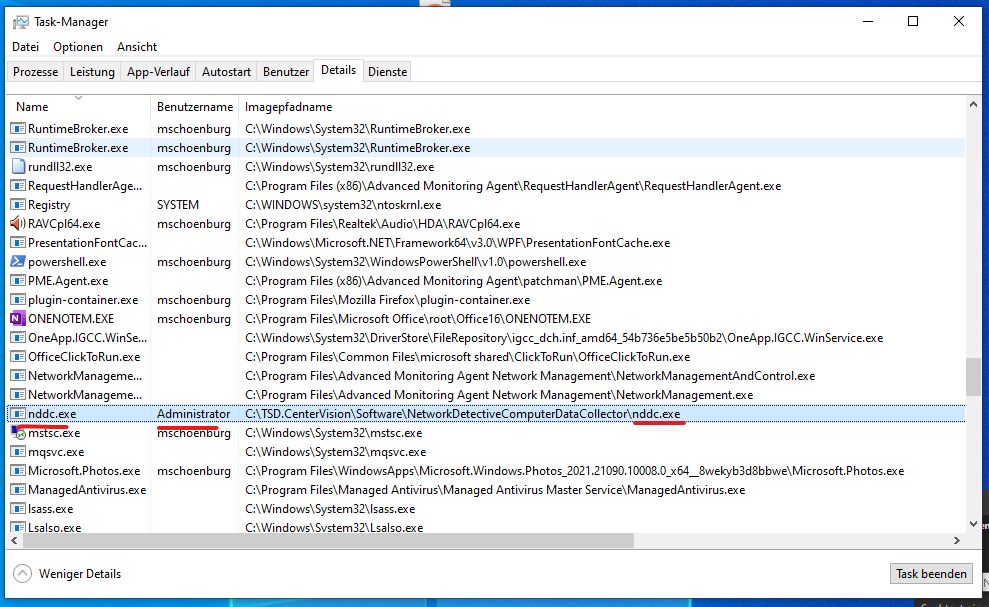 Task-Manager
Datei Optionen Ansicht
Prozesse Leistung App-Verlauf Autostart Benutzer Details Dienste
Name Benutzername Imagepfadname
RuntimeBroker.exe mschoenburg C:\Windows\System32\RuntimeBroker.exe
RuntimeBroker.exe mschoenburg C:\Windows\System32\RuntimeBroker.exe
rundll32.exe mschoenburg C:\Windows\System32\rundll32.exe
RequestHandlerAge... C:\Program Files (x86)\Advanced Monitoring Agent\RequestHandlerAgent\RequestHandlerAgent.exe
Registry SYSTEM C:\WINDOWS\system32\ntoskrnl.exe
RAVCpl64.exe mschoenburg C:\Program Files\Realtek\Audio\HDA\RAVCpl64.exe
PresentationFontCac... C:\Windows\Microsoft.NET\Framework64\v3.0\WPF\PresentationFontCache.exe
powershell.exe mschoenburg C:\Windows\System32\WindowsPowerShell\v1.0\powershell.exe
PME.Agent.exe C:\Program Files (x86)\Advanced Monitoring Agent\patchman\PME.Agent.exe
plugin-container.exe mschoenburg C:\Program Files\Mozilla Firefox\plugin-container.exe
ONENOTEM.EXE mschoenburg C:\Program Files\Microsoft Office\root\Office16\ONENOTEM.EXE
OneApp.IGCC.WinSe... C:\Windows\System32\DriverStore\FileRepository\igcc_dch.inf_amd64_54b736e5be5b50b2\OneApp.IGCC.WinService.exe
OfficeClickToRun.exe C:\Program Files\Common Files\microsoft shared\ClickToRun\OfficeClickToRun.exe
NetworkManageme... C:\Program Files\Advanced Monitoring Agent Network Management\NetworkManagementAndControl.exe
NetworkManageme... C:\Program Files\Advanced Monitoring Agent Network Management\NetworkManagement.exe
nddc.exe Administrator C:\TSD.CenterVision\Software\NetworkDetectiveComputerDataCollector\nddc.exe
mstsc.exe mschoenburg C:\Windows\System32\mstsc.exe
mqsvc.exe C:\Windows\System32\mqsvc.exe
Microsoft.Photos.exe mschoenburg C:\Program Files\WindowsApps\Microsoft.Windows.Photos_2021.21090.10008.0_x64__8wekyb3d8bbwe\Microsoft.Photos.exe
ManagedAntivirus.exe C:\Program Files\Managed Antivirus\Managed Antivirus Master Service\ManagedAntivirus.exe
lsass.exe C:\Windows\System32\lsass.exe
LsaIso.exe C:\Windows\System32\LsaIso.exe
Weniger Details Task beenden